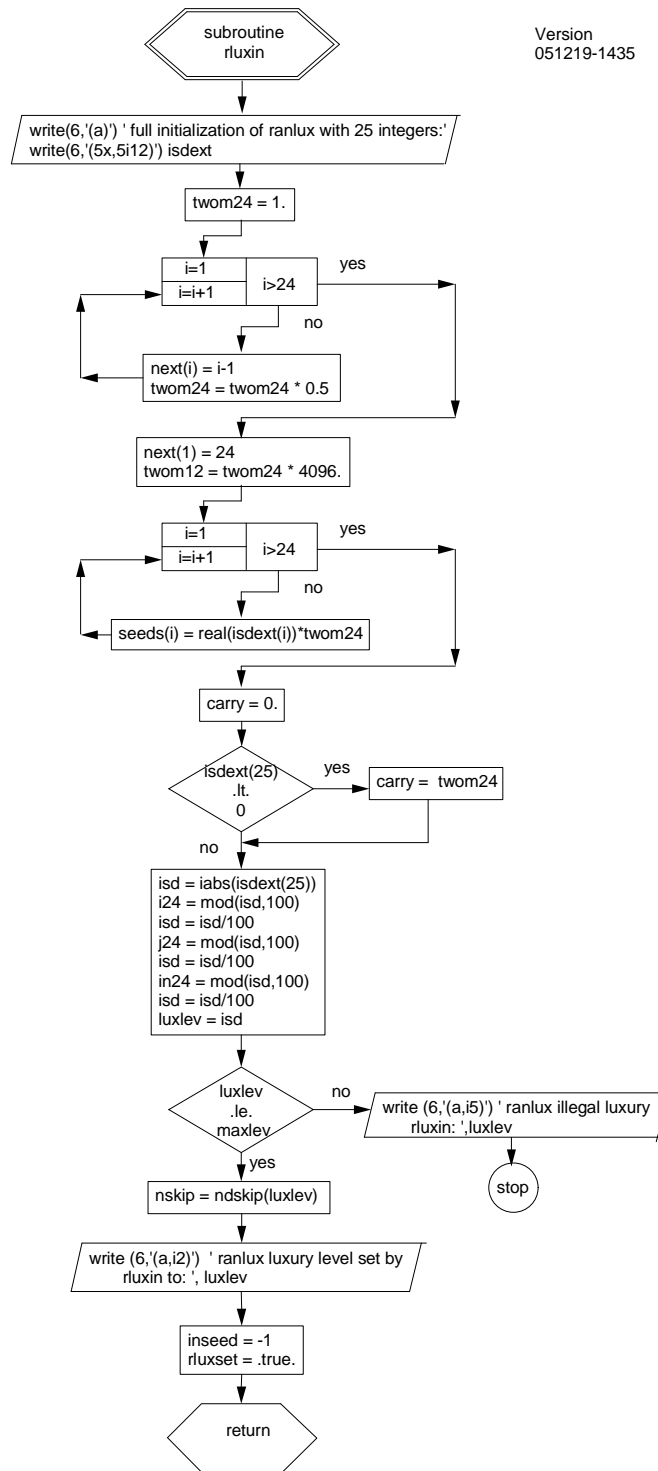 subroutine
rluxin
Version
051219-1435
write(6,'(a)') ' full initialization of ranlux with 25 integers:'
write(6,'(5x,5i12)') isdext
twom24 = 1.
i=1
i=i+1
i>24
yes
no
next(i) = i-1
twom24 = twom24 * 0.5
next(1) = 24
twom12 = twom24 * 4096.
i=1
i=i+1
i>24
yes
no
seeds(i) = real(isdext(i))*twom24
carry = 0.
isdext(25)
.lt.
0
yes
carry = twom24
no
isd = iabs(isdext(25))
i24 = mod(isd,100)
isd = isd/100
j24 = mod(isd,100)
isd = isd/100
in24 = mod(isd,100)
isd = isd/100
luxlev = isd
luxlev
.le.
maxlev
no
write (6,'(a,i5)') ' ranlux illegal luxury
rluxin: ',luxlev
stop
yes
nskip = ndskip(luxlev)
write (6,'(a,i2)') ' ranlux luxury level set by
rluxin to: ', luxlev
inseed = -1
rluxset = .true.
return